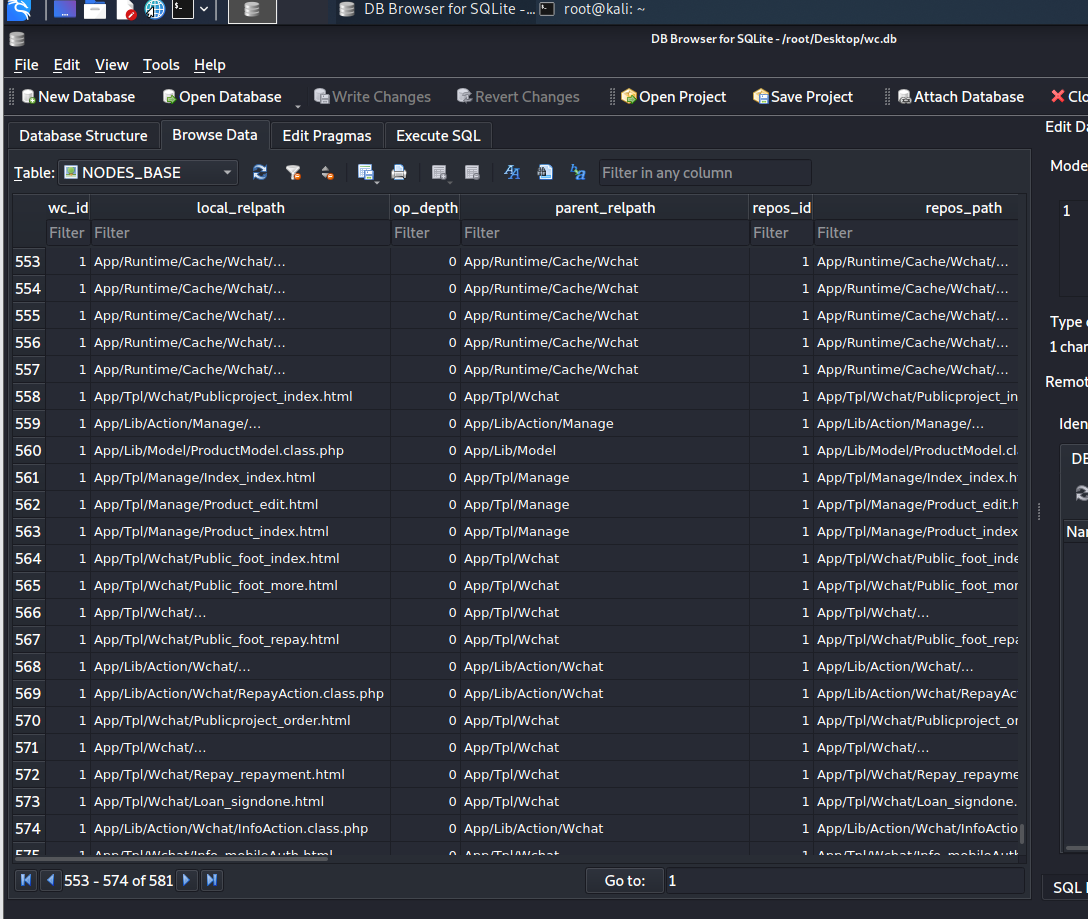 DB Browser for SQLite -... root@kali: ~
DB Browser for SQLite - /root/Desktop/wc.db
File Edit View Tools Help
New Database Open Database Write Changes Revert Changes Open Project Save Project Attach Database Clo
Database Structure Browse Data Edit Pragmas Execute SQL Edit Da
Table: NODES_BASE Filter in any column Mode
wc_id local_relpath op_depth parent_relpath repos_id repos_path 1
Filter Filter Filter Filter Filter Filter
553 1 App/Runtime/Cache/Wchat/... 0 App/Runtime/Cache/Wchat 1 App/Runtime/Cache/Wchat/...
554 1 App/Runtime/Cache/Wchat/... 0 App/Runtime/Cache/Wchat 1 App/Runtime/Cache/Wchat/...
555 1 App/Runtime/Cache/Wchat/... 0 App/Runtime/Cache/Wchat 1 App/Runtime/Cache/Wchat/... Type o
556 1 App/Runtime/Cache/Wchat/... 0 App/Runtime/Cache/Wchat 1 App/Runtime/Cache/Wchat/... 1 char
557 1 App/Runtime/Cache/Wchat/... 0 App/Runtime/Cache/Wchat 1 App/Runtime/Cache/Wchat/... Remot
558 1 App/Tpl/Wchat/Publicproject_index.html 0 App/Tpl/Wchat 1 App/Tpl/Wchat/Publicproject_in
559 1 App/Lib/Action/Manage/... 0 App/Lib/Action/Manage 1 App/Lib/Action/Manage/... Iden
560 1 App/Lib/Model/ProductModel.class.php 0 App/Lib/Model 1 App/Lib/Model/ProductModel.cl DB
561 1 App/Tpl/Manage/Index_index.html 0 App/Tpl/Manage 1 App/Tpl/Manage/Index_index.h
562 1 App/Tpl/Manage/Product_edit.html 0 App/Tpl/Manage 1 App/Tpl/Manage/Product_edit.h
563 1 App/Tpl/Manage/Product_index.html 0 App/Tpl/Manage 1 App/Tpl/Manage/Product_index Nar
564 1 App/Tpl/Wchat/Public_foot_index.html 0 App/Tpl/Wchat 1 App/Tpl/Wchat/Public_foot_inde
565 1 App/Tpl/Wchat/Public_foot_more.html 0 App/Tpl/Wchat 1 App/Tpl/Wchat/Public_foot_mor
566 1 App/Tpl/Wchat/... 0 App/Tpl/Wchat 1 App/Tpl/Wchat/...
567 1 App/Tpl/Wchat/Public_foot_repay.html 0 App/Tpl/Wchat 1 App/Tpl/Wchat/Public_foot_repa
568 1 App/Lib/Action/Wchat/... 0 App/Lib/Action/Wchat 1 App/Lib/Action/Wchat/...
569 1 App/Lib/Action/Wchat/RepayAction.class.php 0 App/Lib/Action/Wchat 1 App/Lib/Action/Wchat/RepayAc
570 1 App/Tpl/Wchat/Publicproject_order.html 0 App/Tpl/Wchat 1 App/Tpl/Wchat/Publicproject_or
571 1 App/Tpl/Wchat/... 0 App/Tpl/Wchat 1 App/Tpl/Wchat/...
572 1 App/Tpl/Wchat/Repay_repayment.html 0 App/Tpl/Wchat 1 App/Tpl/Wchat/Repay_repayme
573 1 App/Tpl/Wchat/Loan_signdone.html 0 App/Tpl/Wchat 1 App/Tpl/Wchat/Loan_signdone.
574 1 App/Lib/Action/Wchat/InfoAction.class.php 0 App/Lib/Action/Wchat 1 App/Lib/Action/Wchat/InfoActio
575 1 App/Tpl/Wchat/Info_mobileAuth.html 0 App/Tpl/Wchat 1 App/Tpl/Wchat/Info_mobileAuth
553 - 574 of 581 Go to: 1 SQL